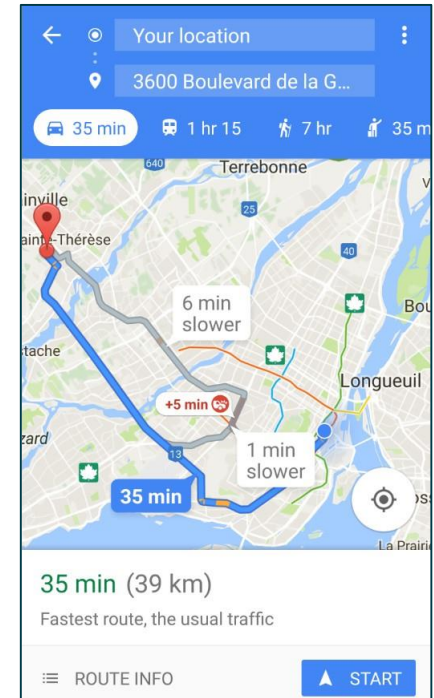 Your location
3600 Boulevard de la G...
35 min
1 hr 15
7 hr
35 m
640
Terrebonne
inville
25
ainte-Thérèse
40
6 min
slower
Bou
tache
Longueuil
+5 min
1 min
slower
13
35 min
La Prairi
35 min (39 km)
Fastest route, the usual traffic
ROUTE INFO
START